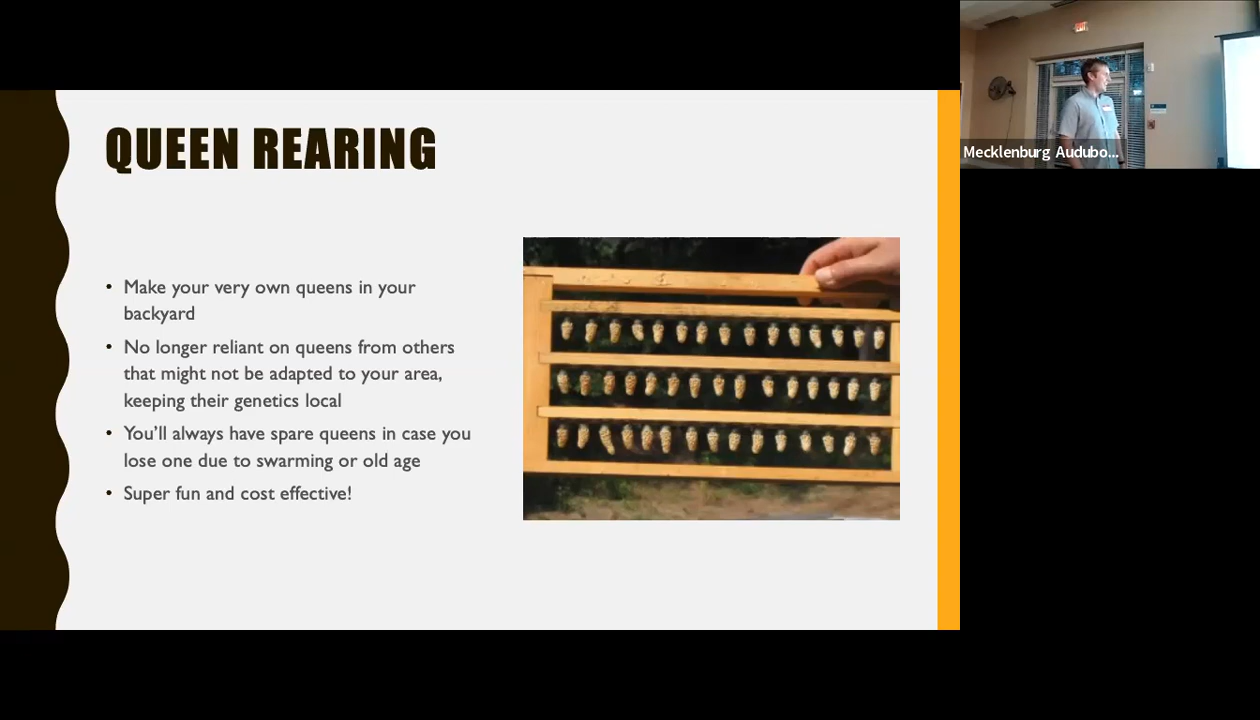 QUEEN REARING
• Make your very own queens in your
backyard
• No longer reliant on queens from others
that might not be adapted to your area,
keeping their genetics local
• You’ll always have spare queens in case you
lose one due to swarming or old age
• Super fun and cost effective!
EXIT
Mecklenburg Audubo...